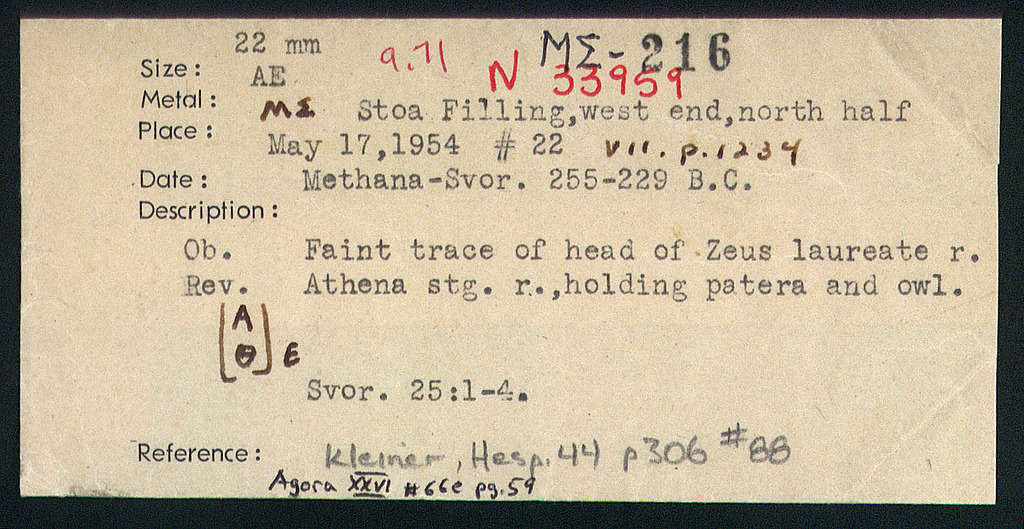 22 mm 9.71 ΜΣ-216
Size: AE N 33959
Metal: ΜΣ Stoa Filling,west end,north half
Place: May 17,1954 # 22 VII. p.1234
Date: Methana-Svor. 255-229 B.C.
Description:
Ob. Faint trace of head of Zeus laureate r.
Rev. Athena stg. r.,holding patera and owl.
[A
Θ] E
Svor. 25:1-4.
Reference: Kleiner, Hesp. 44 p306 #88
Agora XXVI #66e pg.59